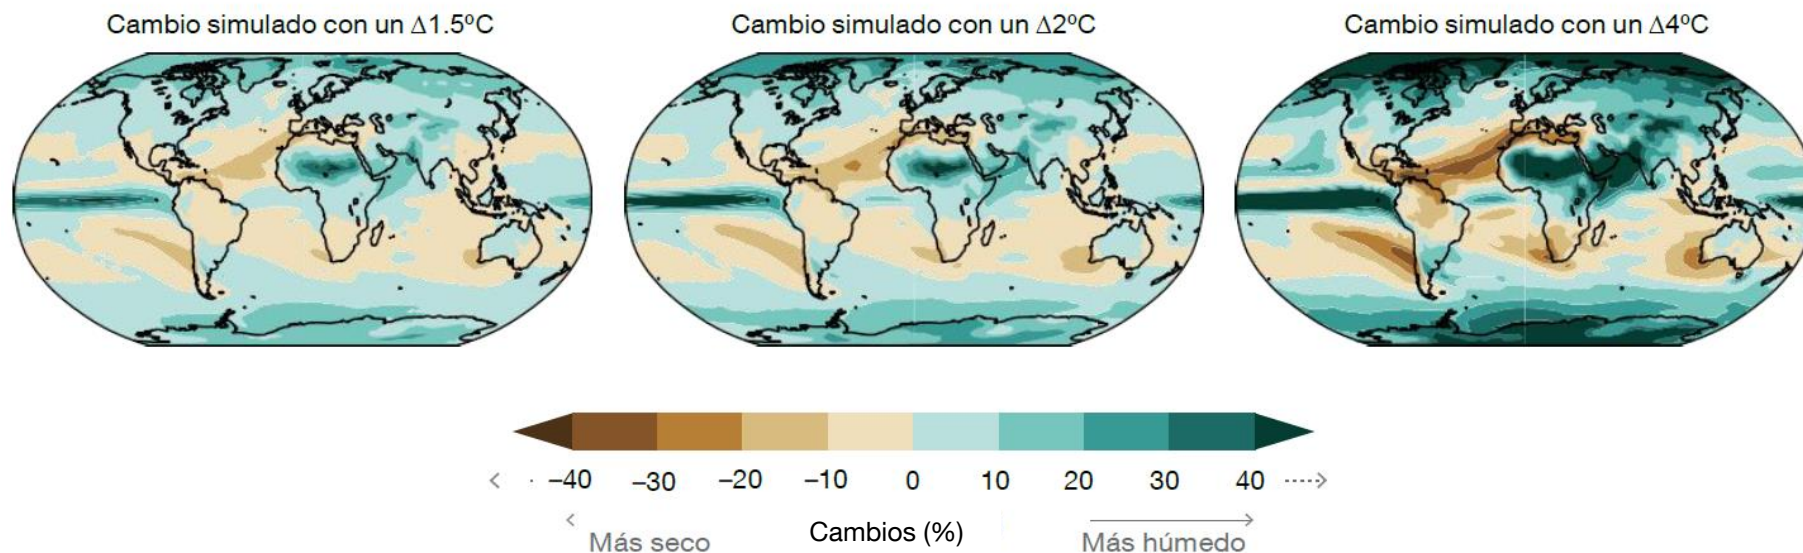 Cambio simulado con un Δ1.5ºC
Cambio simulado con un Δ2ºC
Cambio simulado con un Δ4ºC
−40 −30 −20 −10 0 10 20 30 40
Más seco Cambios (%) Más húmedo